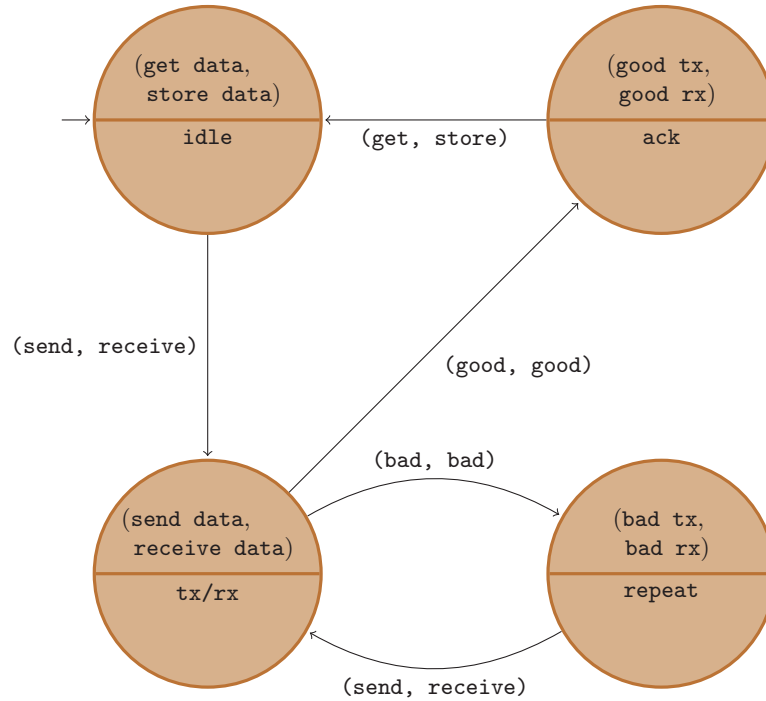 (get data,
store data)
idle
(good tx,
good rx)
ack
(get, store)
(send, receive)
(good, good)
(bad, bad)
(send data,
receive data)
tx/rx
(bad tx,
bad rx)
repeat
(send, receive)